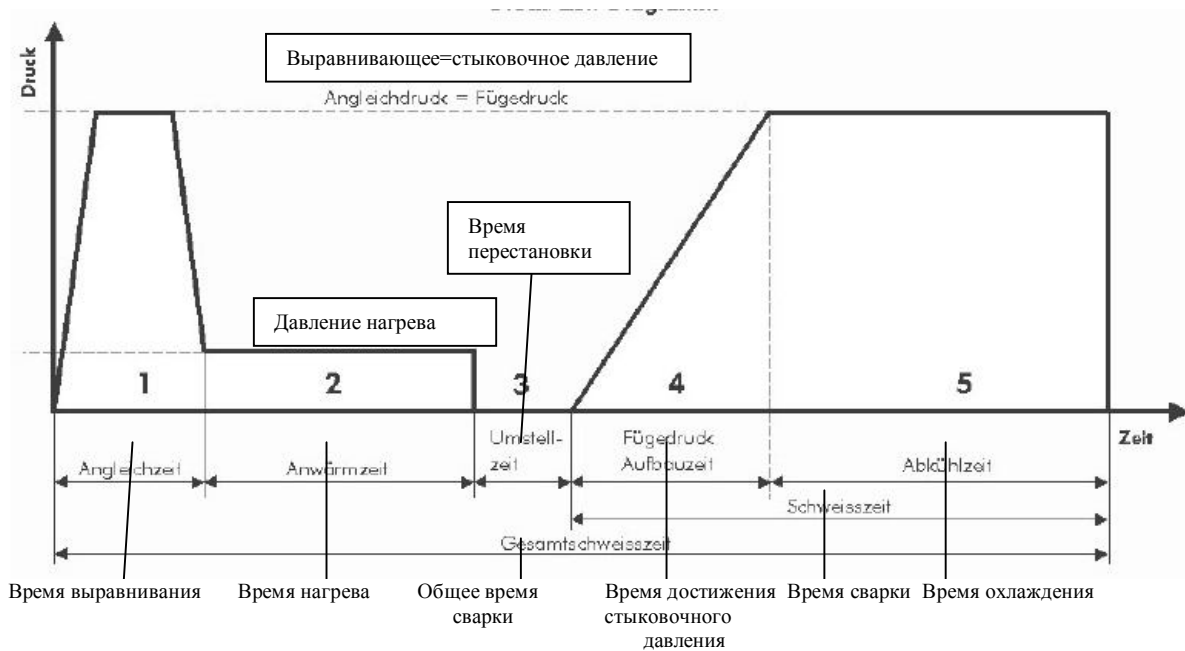 Druck
Выравнивающее=стыковочное давление
Angleichdruck = Fügedruck
Время
перестановки
Давление нагрева
1
2
3
4
5
Zeit
Umstell-
zeit
Fügedruck
Aufbauzeit
Angleichzeit
Anwärmzeit
Abkühlzeit
Schweisszeit
Gesamtschweisszeit
Время выравнивания
Время нагрева
Общее время
сварки
Время достижения
стыковочного
давления
Время сварки
Время охлаждения